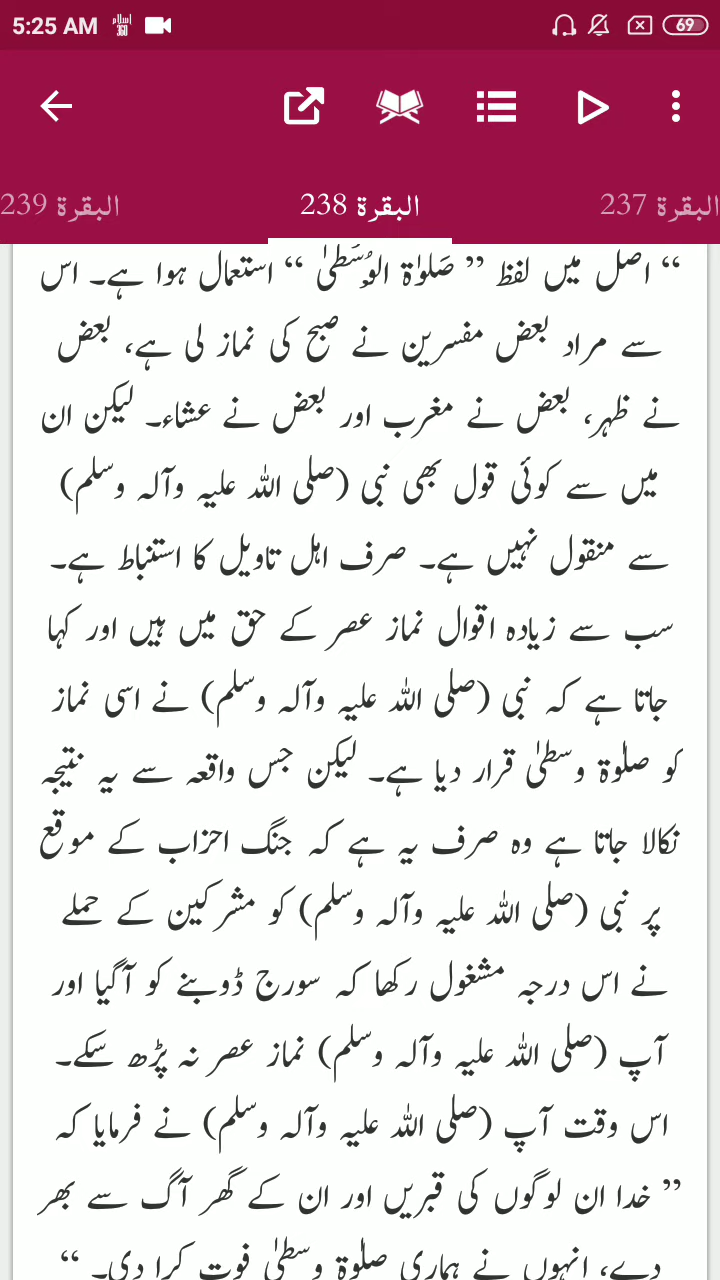 5:25 AM اسلام 360 69
البقرة 237 البقرة 238 البقرة 239
“ اصل میں لفظ ” صَلوٰۃ الوُسْطیٰ “ استعمال ہوا ہے۔ اس
سے مراد بعض مفسرین نے صبح کی نماز لی ہے، بعض
نے ظہر، بعض نے مغرب اور بعض نے عشاء۔ لیکن ان
میں سے کوئی قول بھی نبی (صلی اللہ علیہ وآلہ وسلم)
سے منقول نہیں ہے۔ صرف اہل تاویل کا استنباط ہے۔
سب سے زیادہ اقوال نماز عصر کے حق میں ہیں اور کہا
جاتا ہے کہ نبی (صلی اللہ علیہ وآلہ وسلم) نے اسی نماز
کو صلوٰۃ وسطیٰ قرار دیا ہے۔ لیکن جس واقعہ سے یہ نتیجہ
نکالا جاتا ہے وہ صرف یہ ہے کہ جنگ احزاب کے موقع
پر نبی (صلی اللہ علیہ وآلہ وسلم) کو مشرکین کے حملے
نے اس درجہ مشغول رکھا کہ سورج ڈوبنے کو آگیا اور
آپ (صلی اللہ علیہ وآلہ وسلم) نماز عصر نہ پڑھ سکے۔
اس وقت آپ (صلی اللہ علیہ وآلہ وسلم) نے فرمایا کہ
” خدا ان لوگوں کی قبریں اور ان کے گھر آگ سے بھر
دے، انہوں نے ہماری صلوٰۃ وسطیٰ فوت کرا دی۔ “